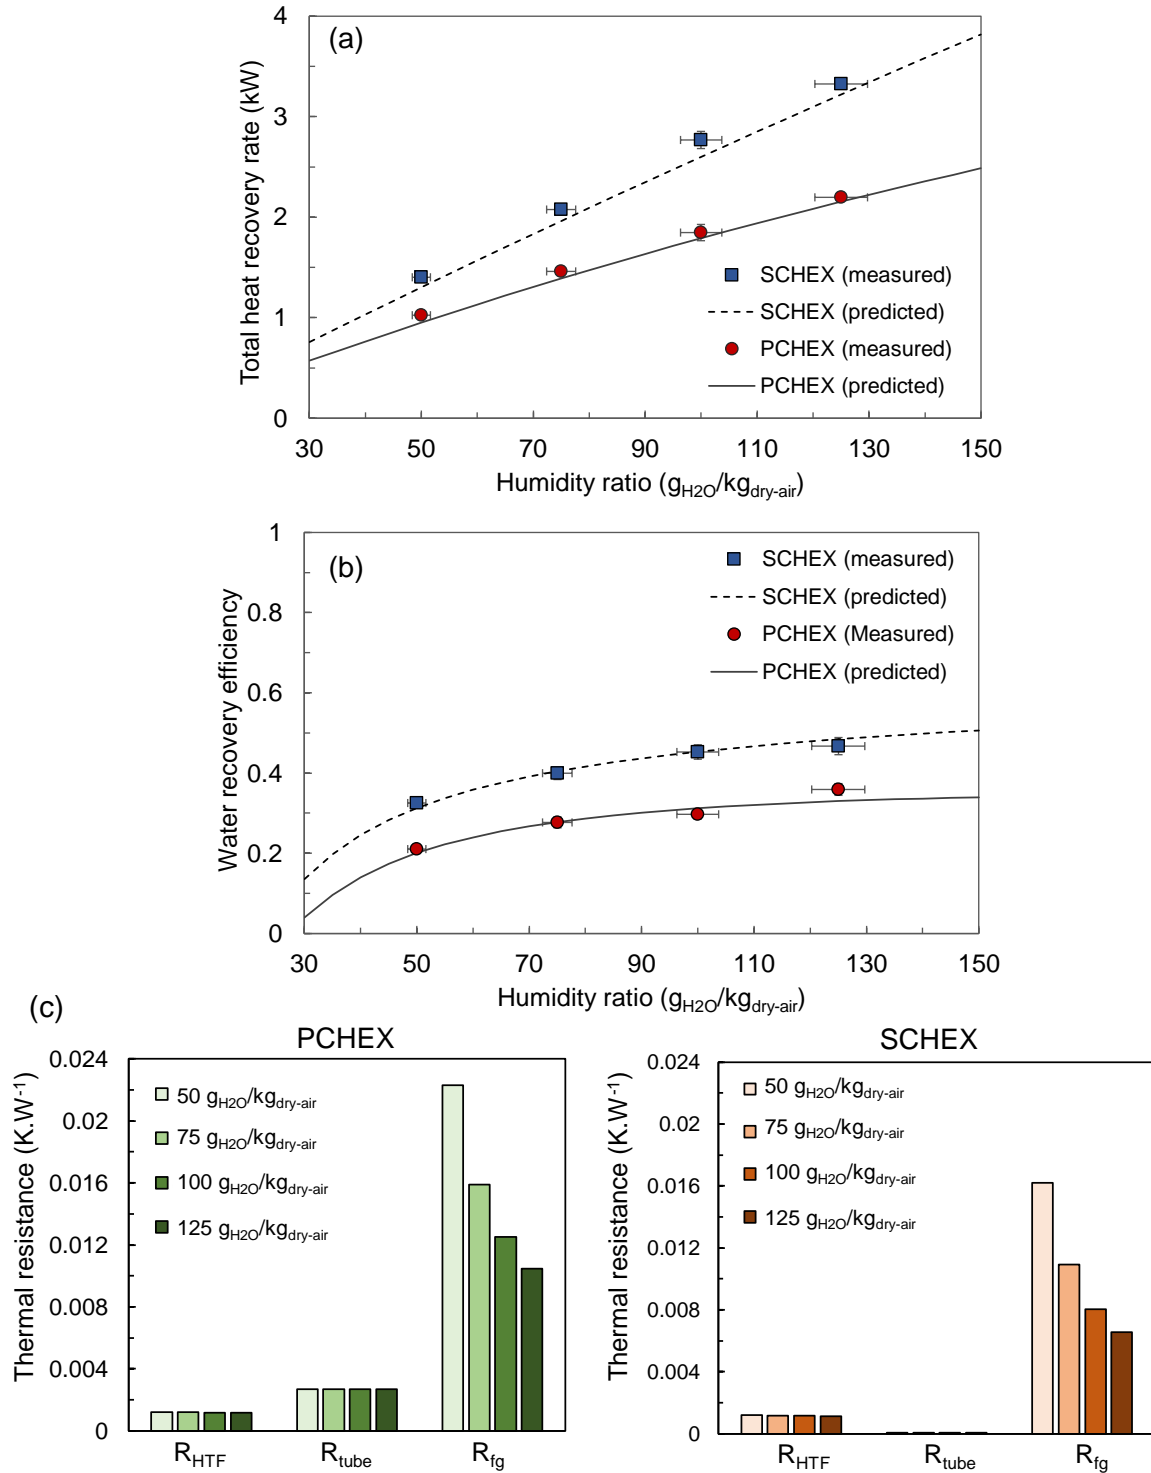 (a)
Total heat recovery rate (kW)
4
3
2
1
0
SCHEX (measured)
SCHEX (predicted)
PCHEX (measured)
PCHEX (predicted)
30 50 70 90 110 130 150
Humidity ratio (gH2O/kgdry-air)
(b)
Water recovery efficiency
1
0.8
0.6
0.4
0.2
0
SCHEX (measured)
SCHEX (predicted)
PCHEX (Measured)
PCHEX (predicted)
30 50 70 90 110 130 150
Humidity ratio (gH2O/kgdry-air)
(c)
PCHEX
Thermal resistance (K.W-1)
0.024
0.02
0.016
0.012
0.008
0.004
0
50 gH2O/kgdry-air
75 gH2O/kgdry-air
100 gH2O/kgdry-air
125 gH2O/kgdry-air
RHTF Rtube Rfg
SCHEX
Thermal resistance (K.W-1)
0.024
0.02
0.016
0.012
0.008
0.004
0
50 gH2O/kgdry-air
75 gH2O/kgdry-air
100 gH2O/kgdry-air
125 gH2O/kgdry-air
RHTF Rtube Rfg